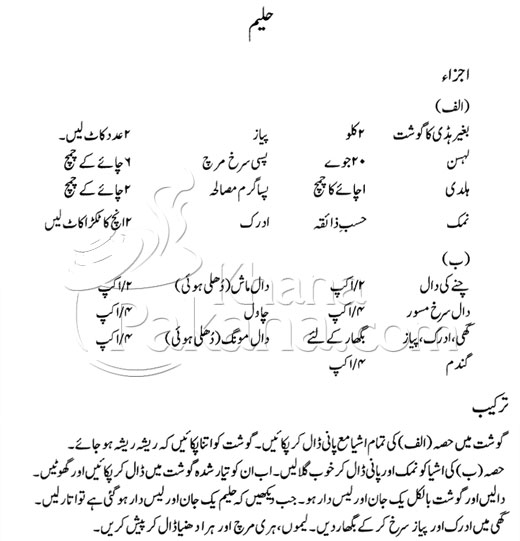 حلیم
اجزاء
(الف)
بغیر ہڈی کا گوشت ۲ کلو پیاز ۲ عدد کاٹ لیں۔
لہسن ۲۰ جوے پسی سرخ مرچ ۶ چائے کے چمچ
ہلدی ۱ چائے کا چمچ پسا گرم مصالحہ ۲ چائے کے چمچ
نمک حسبِ ذائقہ ادرک ۲ انچ کا ٹکڑا کاٹ لیں
(ب)
چنے کی دال ۱/۲ کپ دال ماش (دُھلی ہوئی) ۱/۲ کپ
دال سرخ مسور ۱/۴ کپ چاول ۱/۴ کپ
گھی، ادرک، پیاز بگھار کے لئے دال مونگ (دُھلی ہوئی) ۱/۴ کپ
گندم ۱/۴ کپ
Khana
Pakana.com
ترکیب
گوشت میں حصہ (الف) کی تمام اشیا مع پانی ڈال کر پکائیں۔ گوشت کو اتنا پکائیں کہ ریشہ ریشہ ہو جائے۔
حصہ (ب) کی اشیا کو نمک اور پانی ڈال کر خوب گلا لیں۔ اب ان کو تیار شدہ گوشت میں ڈال کر پکائیں اور گھوٹیں۔
دالیں اور گوشت بالکل یک جان اور لیس دار ہو۔ جب دیکھیں کہ حلیم یک جان اور لیس دار ہو گئی ہے تو اتار لیں۔
گھی میں ادرک اور پیاز سرخ کر کے بگھار دیں۔ لیموں، ہری مرچ اور ہرا دھنیا ڈال کر پیش کریں۔